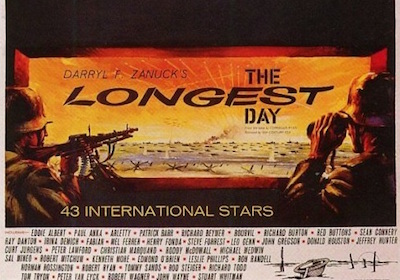 DARRYL F. ZANUCK'S
THE
LONGEST
DAY
43 INTERNATIONAL STARS
EDDIE ALBERT • PAUL ANKA • ARLETTY • PATRICK BARR • RICHARD BEYMER • BOURVIL • RICHARD BURTON • RED BUTTONS • SEAN CONNERY
RAY DANTON • IRINA DEMICH • FABIAN • MEL FERRER • HENRY FONDA • STEVE FORREST • LEO GENN • JOHN GREGSON • DONALD HOUSTON • JEFFREY HUNTER
CURT JURGENS • PETER LAWFORD • CHRISTIAN MARQUAND • RODDY McDOWALL • MICHAEL MEDWIN
SAL MINEO • ROBERT MITCHUM • KENNETH MORE • EDMOND O'BRIEN • LESLIE PHILLIPS • RON RANDELL
NORMAN ROSSINGTON • ROBERT RYAN • TOMMY SANDS • ROD STEIGER • RICHARD TODD
TOM TRYON • PETER VAN EYCK • ROBERT WAGNER • JOHN WAYNE • STUART WHITMAN